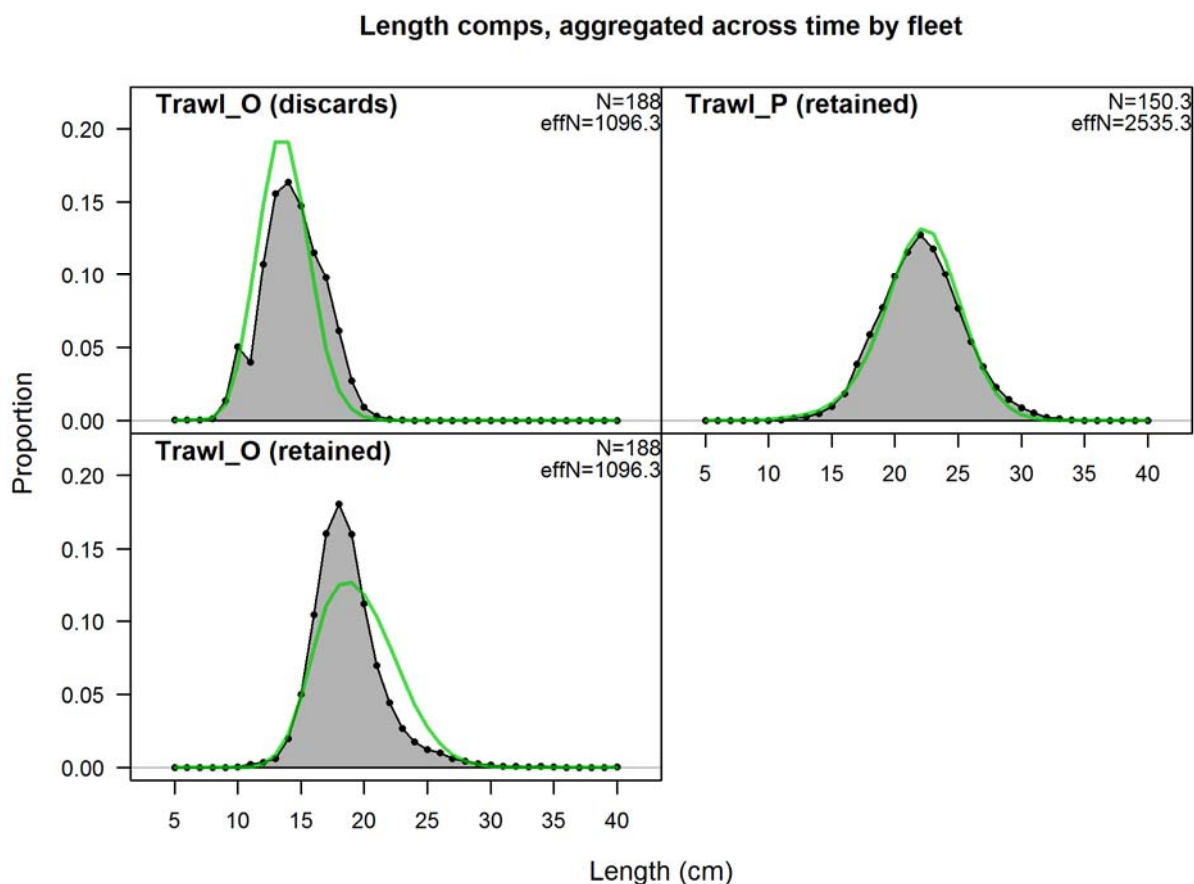 Length comps, aggregated across time by fleet
Trawl_O (discards)
N=188
effN=1096.3
Trawl_P (retained)
N=150.3
effN=2535.3
0.20
0.15
0.10
0.05
0.00
5 10 15 20 25 30 35 40
Trawl_O (retained)
N=188
effN=1096.3
0.20
0.15
0.10
0.05
0.00
5 10 15 20 25 30 35 40
Proportion
Length (cm)